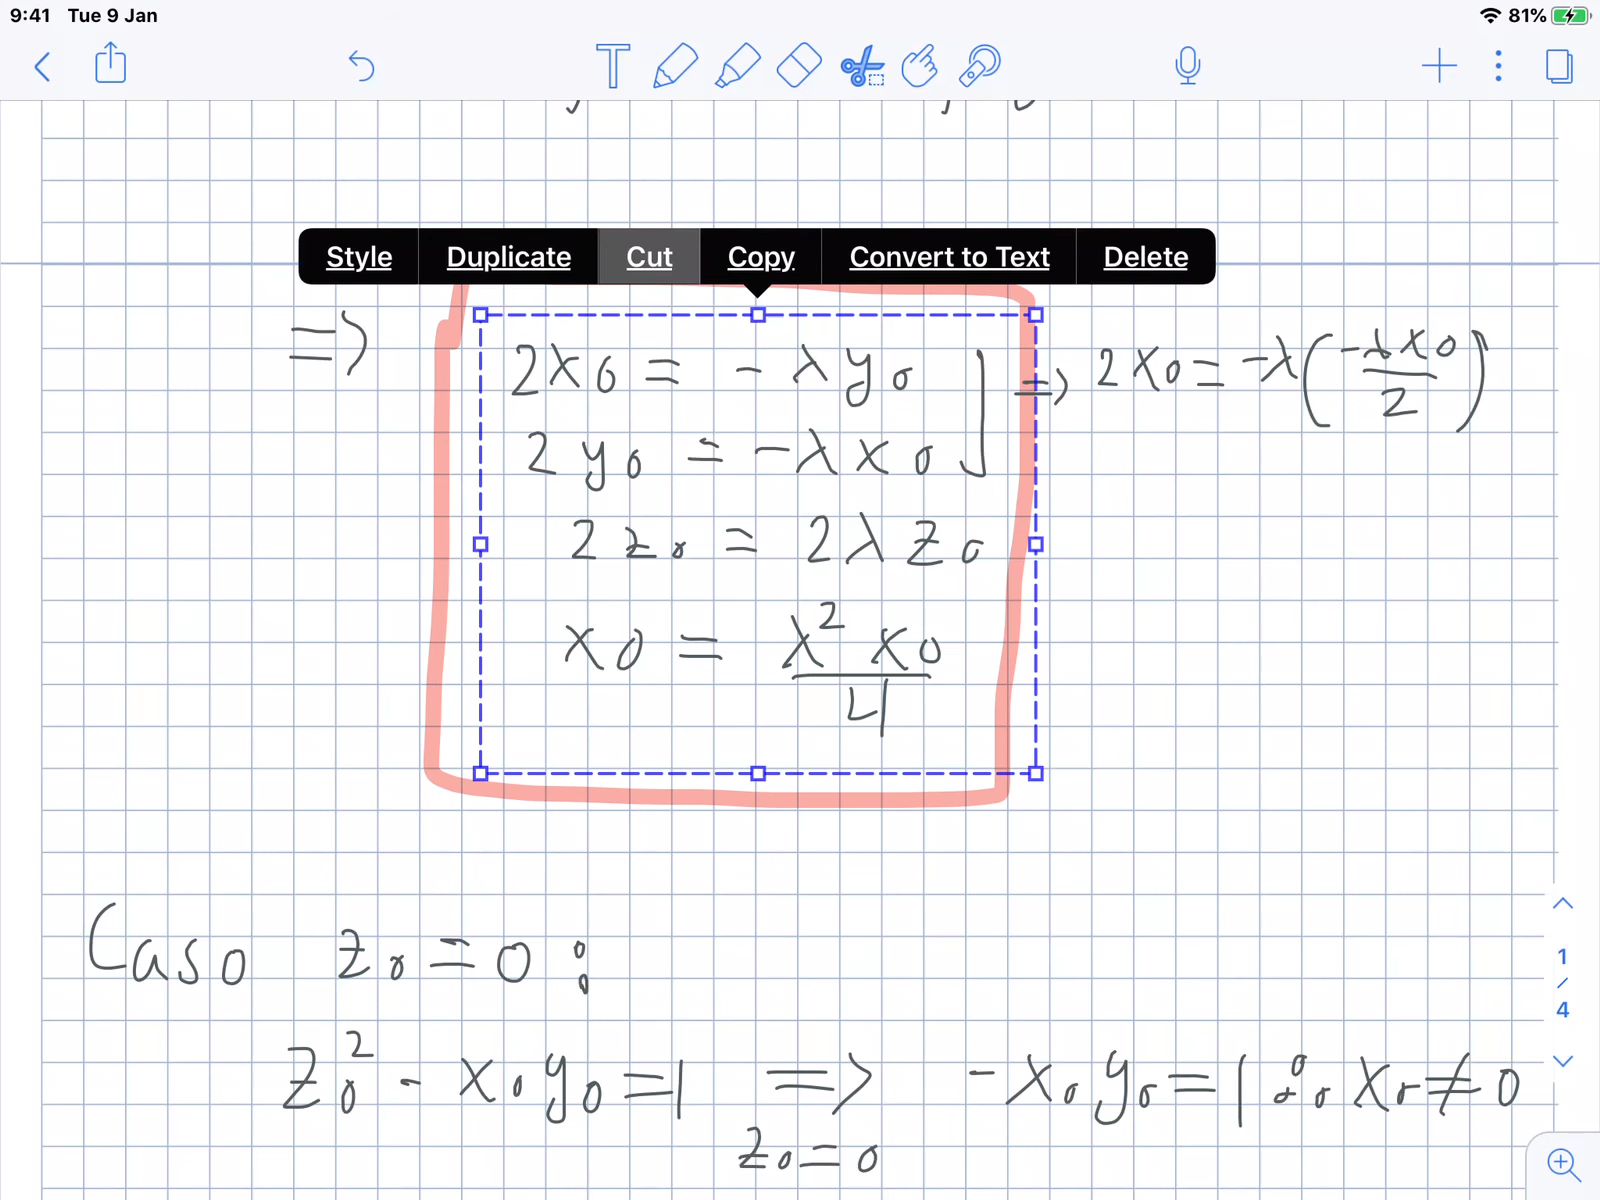 9:41 Tue 9 Jan 81%
Style Duplicate Cut Copy Convert to Text Delete
=> 2x0 = -λy0 => 2x0 = -λ(-λx0/2)
2y0 = -λx0
2z0 = 2λz0
x0 = λ² x0
4
Caso z0 = 0 :
z0² - x0y0 = 1 => -x0y0 = 1 ∴ x0 ≠ 0
z0 = 0
1
/
4